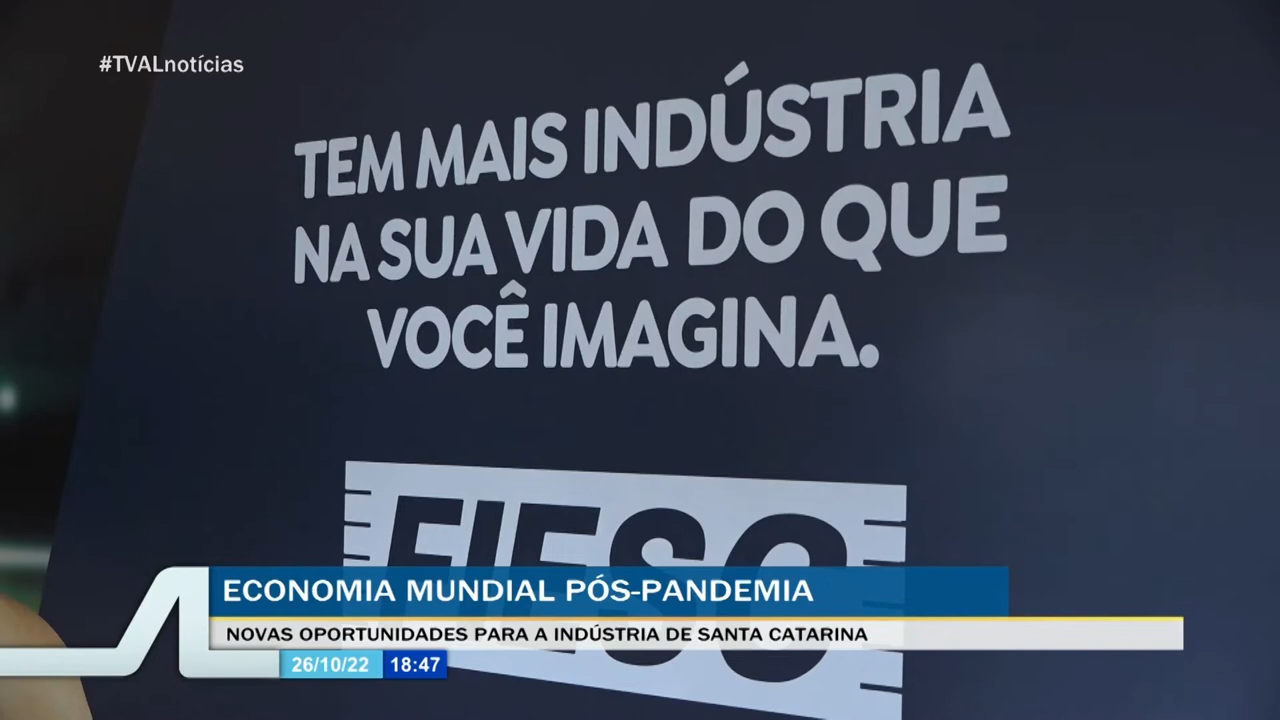 #TVALnotícias
TEM MAIS INDÚSTRIA
NA SUA VIDA DO QUE
VOCÊ IMAGINA.
FIESC
ECONOMIA MUNDIAL PÓS-PANDEMIA
NOVAS OPORTUNIDADES PARA A INDÚSTRIA DE SANTA CATARINA
26/10/22 18:47